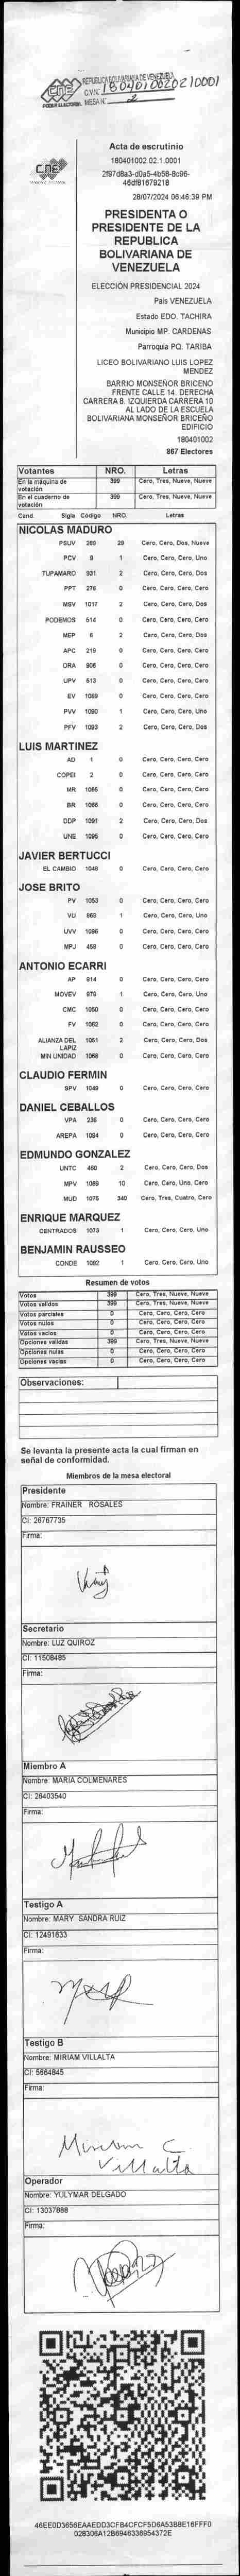 REPUBLICA BOLIVARIANA DE VENEZUELA
CNE
C.V.N°: 180401002021 0001
PODER ELECTORAL MESA N°: 2
Acta de escrutinio
180401002.02.1.0001
CNE
2f97d8a3-d0a5-4b58-8c96-
46df81679218
28/07/2024 06:46:39 PM
PRESIDENTA O
PRESIDENTE DE LA
REPUBLICA
BOLIVARIANA DE
VENEZUELA
ELECCIÓN PRESIDENCIAL 2024
Pais VENEZUELA
Estado EDO. TACHIRA
Municipio MP. CARDENAS
Parroquia PQ. TARIBA
LICEO BOLIVARIANO LUIS LOPEZ
MENDEZ
BARRIO MONSEÑOR BRICENO
FRENTE CALLE 14. DERECHA
CARRERA 8. IZQUIERDA CARRERA 10
AL LADO DE LA ESCUELA
BOLIVARIANA MONSEÑOR BRICEÑO
EDIFICIO
180401002
867 Electores
Votantes NRO. Letras
En la máquina de votación 399 Cero, Tres, Nueve, Nueve
En el cuaderno de votación 399 Cero, Tres, Nueve, Nueve
Cand. Sigla Código NRO. Letras
NICOLAS MADURO
PSUV 269 29 Cero, Cero, Dos, Nueve
PCV 9 1 Cero, Cero, Cero, Uno
TUPAMARO 931 2 Cero, Cero, Cero, Dos
PPT 276 0 Cero, Cero, Cero, Cero
MSV 1017 2 Cero, Cero, Cero, Dos
PODEMOS 514 0 Cero, Cero, Cero, Cero
MEP 6 2 Cero, Cero, Cero, Dos
APC 219 0 Cero, Cero, Cero, Cero
ORA 906 0 Cero, Cero, Cero, Cero
UPV 613 0 Cero, Cero, Cero, Cero
EV 1069 0 Cero, Cero, Cero, Cero
PVV 1090 1 Cero, Cero, Cero, Uno
PFV 1093 2 Cero, Cero, Cero, Dos
LUIS MARTINEZ
AD 1 0 Cero, Cero, Cero, Cero
COPEI 2 0 Cero, Cero, Cero, Cero
MR 1065 0 Cero, Cero, Cero, Cero
BR 1066 0 Cero, Cero, Cero, Cero
DDP 1091 2 Cero, Cero, Cero, Dos
UNE 1095 0 Cero, Cero, Cero, Cero
JAVIER BERTUCCI
EL CAMBIO 1048 0 Cero, Cero, Cero, Cero
JOSE BRITO
PV 1053 0 Cero, Cero, Cero, Cero
VU 868 1 Cero, Cero, Cero, Uno
UVV 1096 0 Cero, Cero, Cero, Cero
MPJ 458 0 Cero, Cero, Cero, Cero
ANTONIO ECARRI
AP 914 0 Cero, Cero, Cero, Cero
MOVEV 879 1 Cero, Cero, Cero, Uno
CMC 1050 0 Cero, Cero, Cero, Cero
FV 1062 0 Cero, Cero, Cero, Cero
ALIANZA DEL LAPIZ 1051 2 Cero, Cero, Cero, Dos
MIN UNIDAD 1068 0 Cero, Cero, Cero, Cero
CLAUDIO FERMIN
SPV 1049 0 Cero, Cero, Cero, Cero
DANIEL CEBALLOS
VPA 236 0 Cero, Cero, Cero, Cero
AREPA 1094 0 Cero, Cero, Cero, Cero
EDMUNDO GONZALEZ
UNTC 460 2 Cero, Cero, Cero, Dos
MPV 1069 10 Cero, Cero, Uno, Cero
MUD 1076 340 Cero, Tres, Cuatro, Cero
ENRIQUE MARQUEZ
CENTRADOS 1073 1 Cero, Cero, Cero, Uno
BENJAMIN RAUSSEO
CONDE 1082 1 Cero, Cero, Cero, Uno
Resumen de votos
Votos 399 Cero, Tres, Nueve, Nueve
Votos validos 399 Cero, Tres, Nueve, Nueve
Votos parciales 0 Cero, Cero, Cero, Cero
Votos nulos 0 Cero, Cero, Cero, Cero
Votos vacios 0 Cero, Cero, Cero, Cero
Opciones validas 399 Cero, Tres, Nueve, Nueve
Opciones nulas 0 Cero, Cero, Cero, Cero
Opciones vacias 0 Cero, Cero, Cero, Cero
Observaciones:
Se levanta la presente acta la cual firman en
señal de conformidad.
Miembros de la mesa electoral
Presidente
Nombre: FRAINER ROSALES
CI: 26767735
Firma:
Secretario
Nombre: LUZ QUIROZ
CI: 11508485
Firma:
Miembro A
Nombre: MARIA COLMENARES
CI: 28403540
Firma:
Testigo A
Nombre: MARY SANDRA RUIZ
CI: 12491633
Firma:
Testigo B
Nombre: MIRIAM VILLALTA
CI: 5664845
Firma:
Miriam C.
Villalta
Operador
Nombre: YULYMAR DELGADO
CI: 13037888
Firma:
46EE0D3656EAAEDD3CFB4CFCF5D6A53B8E16FFF0
028306A12B6946336954372E